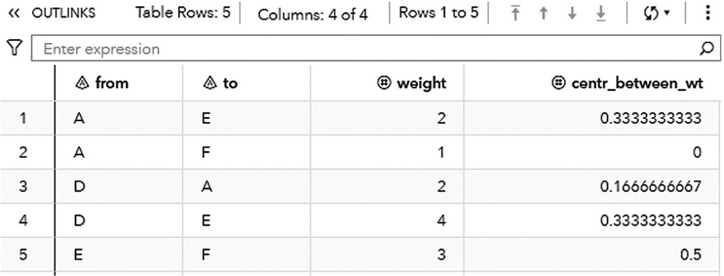 OUTLINKS Table Rows: 5 Columns: 4 of 4 Rows 1 to 5
Enter expression
from to weight centr_between_wt
1 A E 2 0.3333333333
2 A F 1 0
3 D A 2 0.1666666667
4 D E 4 0.3333333333
5 E F 3 0.5